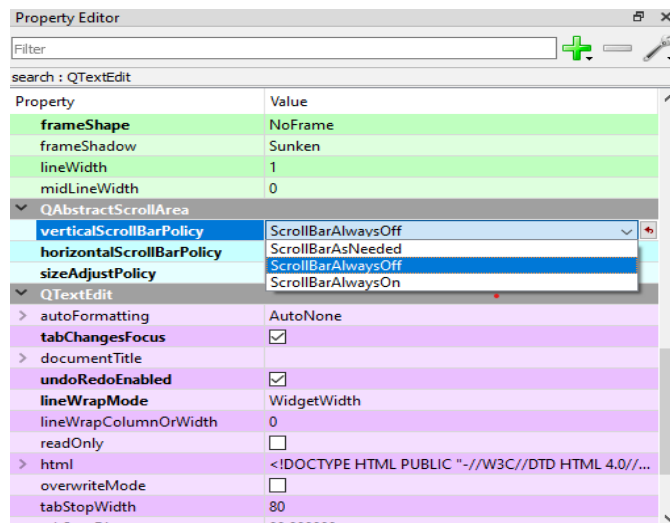 Property Editor
Filter
search : QTextEdit
Property Value
frameShape NoFrame
frameShadow Sunken
lineWidth 1
midLineWidth 0
QAbstractScrollArea
verticalScrollBarPolicy ScrollBarAlwaysOff
horizontalScrollBarPolicy ScrollBarAsNeeded
ScrollBarAlwaysOff
sizeAdjustPolicy ScrollBarAlwaysOn
QTextEdit
autoFormatting AutoNone
tabChangesFocus
documentTitle
undoRedoEnabled
lineWrapMode WidgetWidth
lineWrapColumnOrWidth 0
readOnly
html <!DOCTYPE HTML PUBLIC "-//W3C//DTD HTML 4.0//...
overwriteMode
tabStopWidth 80